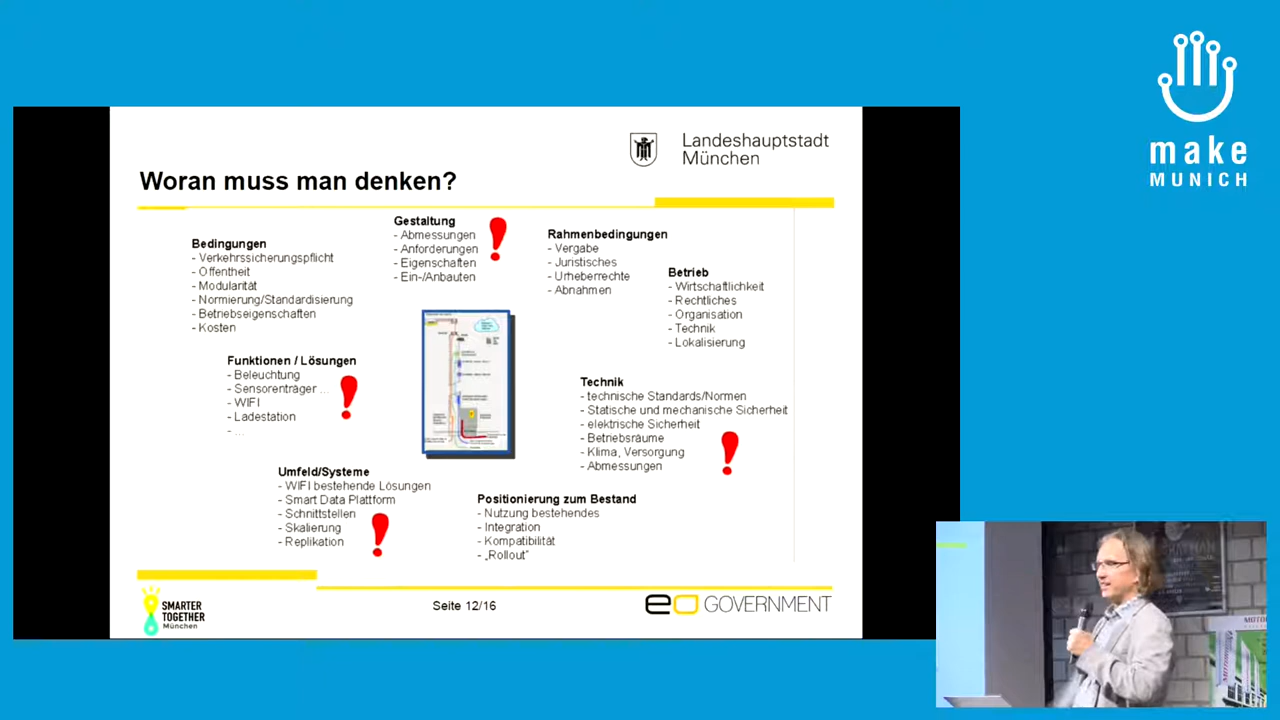 make
MUNICH
Landeshauptstadt
München
Woran muss man denken?
Gestaltung
- Abmessungen
- Anforderungen
- Eigenschaften
- Ein-/Anbauten
Rahmenbedingungen
- Vergabe
- Juristisches
- Urheberrechte
- Abnahmen
Bedingungen
- Verkehrssicherungspflicht
- Offentheit
- Modularität
- Normierung/Standardisierung
- Betriebseigenschaften
- Kosten
Betrieb
- Wirtschaftlichkeit
- Rechtliches
- Organisation
- Technik
- Lokalisierung
Funktionen / Lösungen
- Beleuchtung
- Sensorenträger ...
- WIFI
- Ladestation
- ...
Technik
- technische Standards/Normen
- Statische und mechanische Sicherheit
- elektrische Sicherheit
- Betriebsräume
- Klima, Versorgung
- Abmessungen
Umfeld/Systeme
- WIFI bestehende Lösungen
- Smart Data Plattform
- Schnittstellen
- Skalierung
- Replikation
Positionierung zum Bestand
- Nutzung bestehendes
- Integration
- Kompatibilität
- „Rollout“
SMARTER
TOGETHER
München
Seite 12/16
eo GOVERNMENT